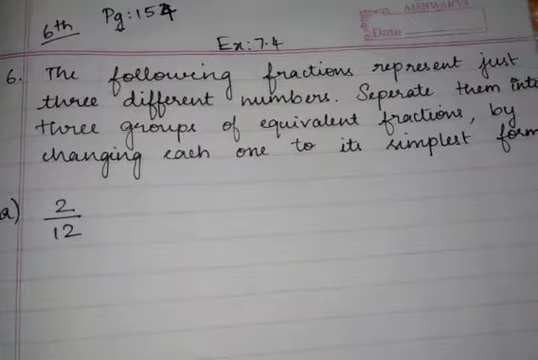 6th Pg:154
Ex:7.4
6. The following fractions represent just
three different numbers. Seperate them into
three groups of equivalent fractions, by
changing each one to its simplest form
a) 2
12
Date